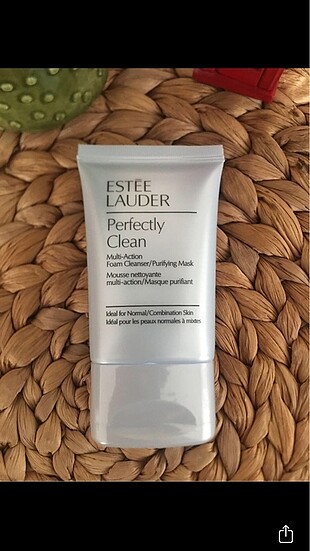 ESTĒE
LAUDER
Perfectly
Clean
Multi-Action
Foam Cleanser/Purifying Mask
Mousse nettoyante
multi-action/Masque purifiant
Ideal for Normal/Combination Skin
Idéal pour les peaux normales à mixtes